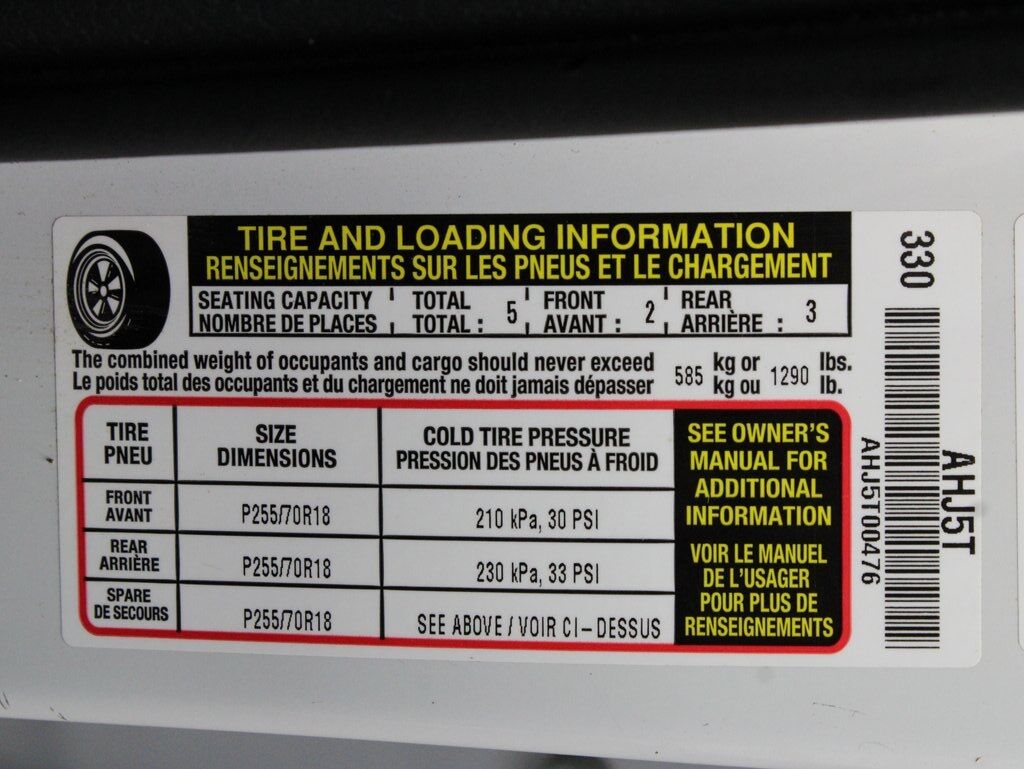 TIRE AND LOADING INFORMATION
RENSEIGNEMENTS SUR LES PNEUS ET LE CHARGEMENT
SEATING CAPACITY TOTAL 5 FRONT 2 REAR 3
NOMBRE DE PLACES TOTAL : AVANT : ARRIÈRE :
The combined weight of occupants and cargo should never exceed 585 kg or 1290 lbs.
Le poids total des occupants et du chargement ne doit jamais dépasser kg ou lb.
TIRE SIZE COLD TIRE PRESSURE
PNEU DIMENSIONS PRESSION DES PNEUS À FROID
FRONT
AVANT P255/70R18 210 kPa, 30 PSI
REAR
ARRIÈRE P255/70R18 230 kPa, 33 PSI
SPARE
DE SECOURS P255/70R18 SEE ABOVE / VOIR CI – DESSUS
SEE OWNER'S
MANUAL FOR
ADDITIONAL
INFORMATION
VOIR LE MANUEL
DE L'USAGER
POUR PLUS DE
RENSEIGNEMENTS
330
AHJ5T
AHJ5T00476